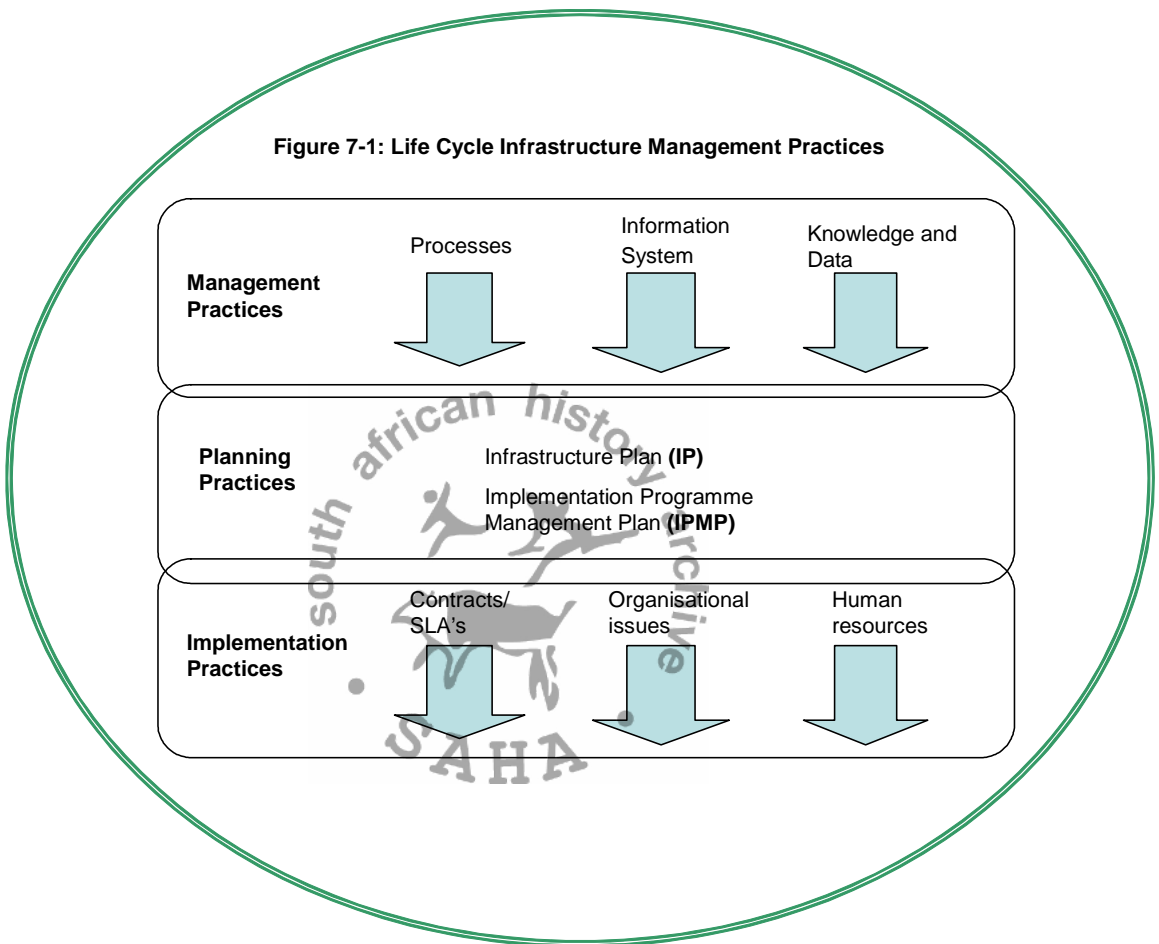 Figure 7-1: Life Cycle Infrastructure Management Practices
Management
Practices
Processes
Information
System
Knowledge and
Data
Planning
Practices
Infrastructure Plan (IP)
Implementation Programme
Management Plan (IPMP)
Implementation
Practices
Contracts/
SLA's
Organisational
issues
Human
resources
south african history archive
SAHA